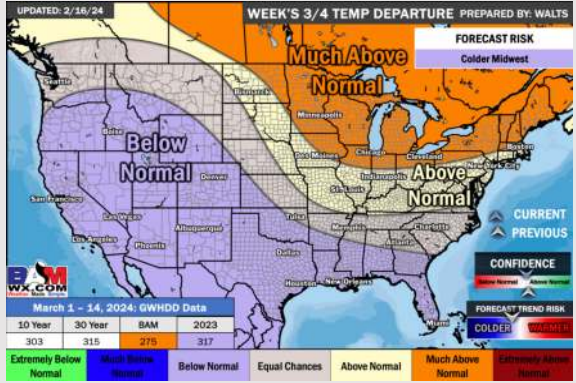 UPDATED: 2/16/24
WEEK'S 3/4 TEMP DEPARTURE PREPARED BY: WALTS
FORECAST RISK
Colder Midwest
Much Above
Normal
Seattle
Bismarck
Minneapolis
Boise
Below
Normal
Boston
Chicago
Cleveland
New York City
Des Moines
Above
Normal
Indianapolis
Denver
St. Louis
San Francisco
CURRENT
PREVIOUS
Las Vegas
Tulsa
Charlotte
Memphis
Albuquerque
Los Angeles
Atlanta
Phoenix
Dallas
CONFIDENCE
Below Normal Above Normal
BAM
WX.COM
Houston
New Orleans
March 1 – 14, 2024: GWHDD Data
FORECAST TREND RISK
10 Year 30 Year BAM 2023
COLDER WARMER
Miami
303 315 275 317
Extremely Below
Normal
Much Below
Normal
Below Normal
Equal Chances
Above Normal
Much Above
Normal
Extremely Above
Normal